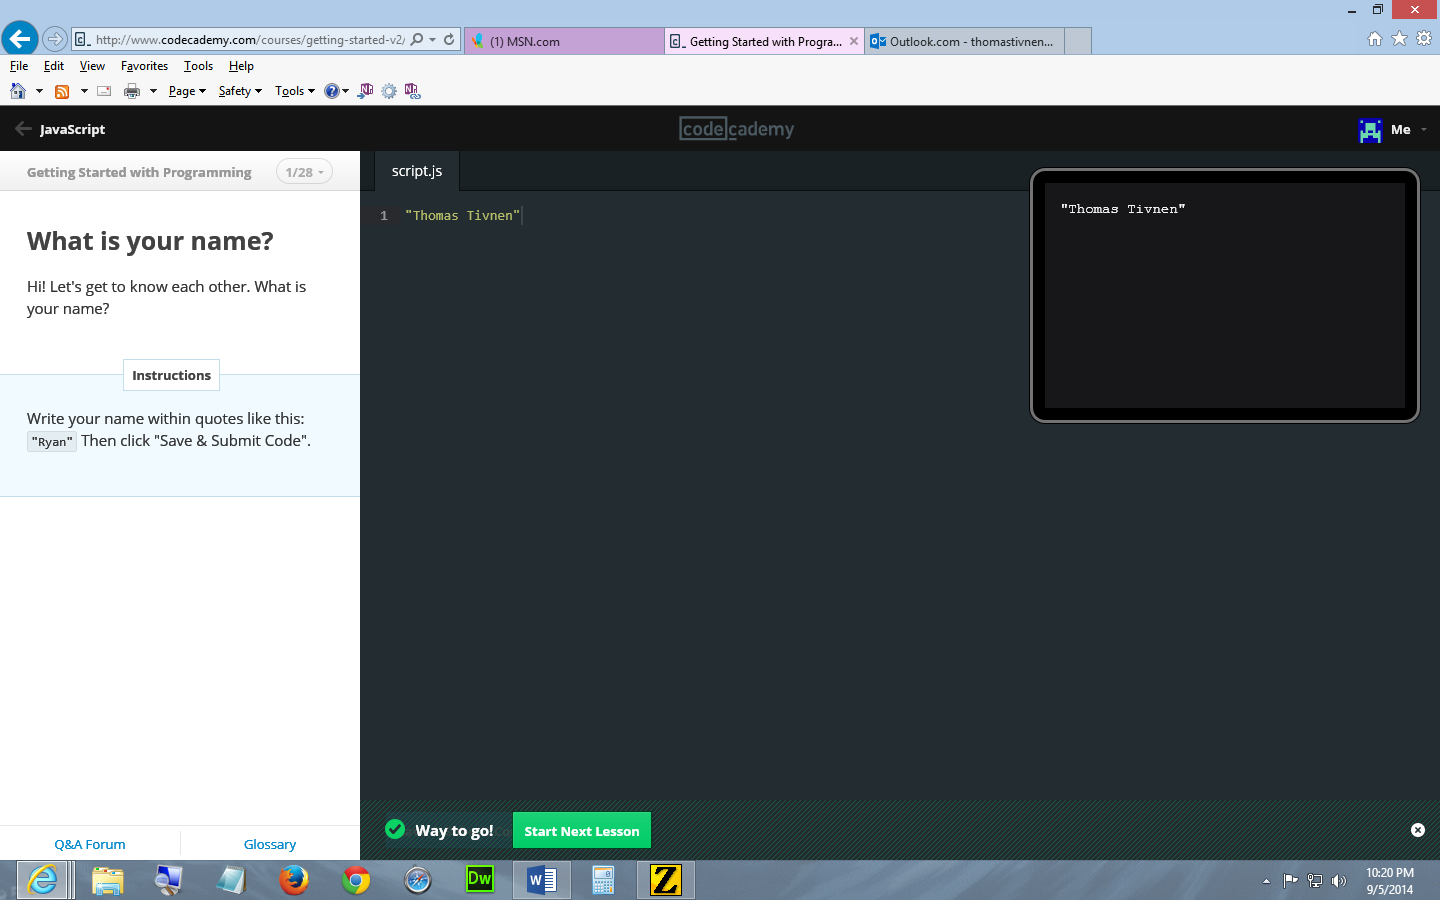 http://www.codecademy.com/courses/getting-started-v2/
(1) MSN.com
Getting Started with Progra...
Outlook.com - thomastivnen...
File Edit View Favorites Tools Help
Page Safety Tools
JavaScript
codecademy
Me
Getting Started with Programming
1/28
script.js
1 "Thomas Tivnen"
"Thomas Tivnen"
What is your name?
Hi! Let's get to know each other. What is
your name?
Instructions
Write your name within quotes like this:
"Ryan" Then click "Save & Submit Code".
Way to go!
Start Next Lesson
Q&A Forum
Glossary
Dw
W
Z
10:20 PM
9/5/2014